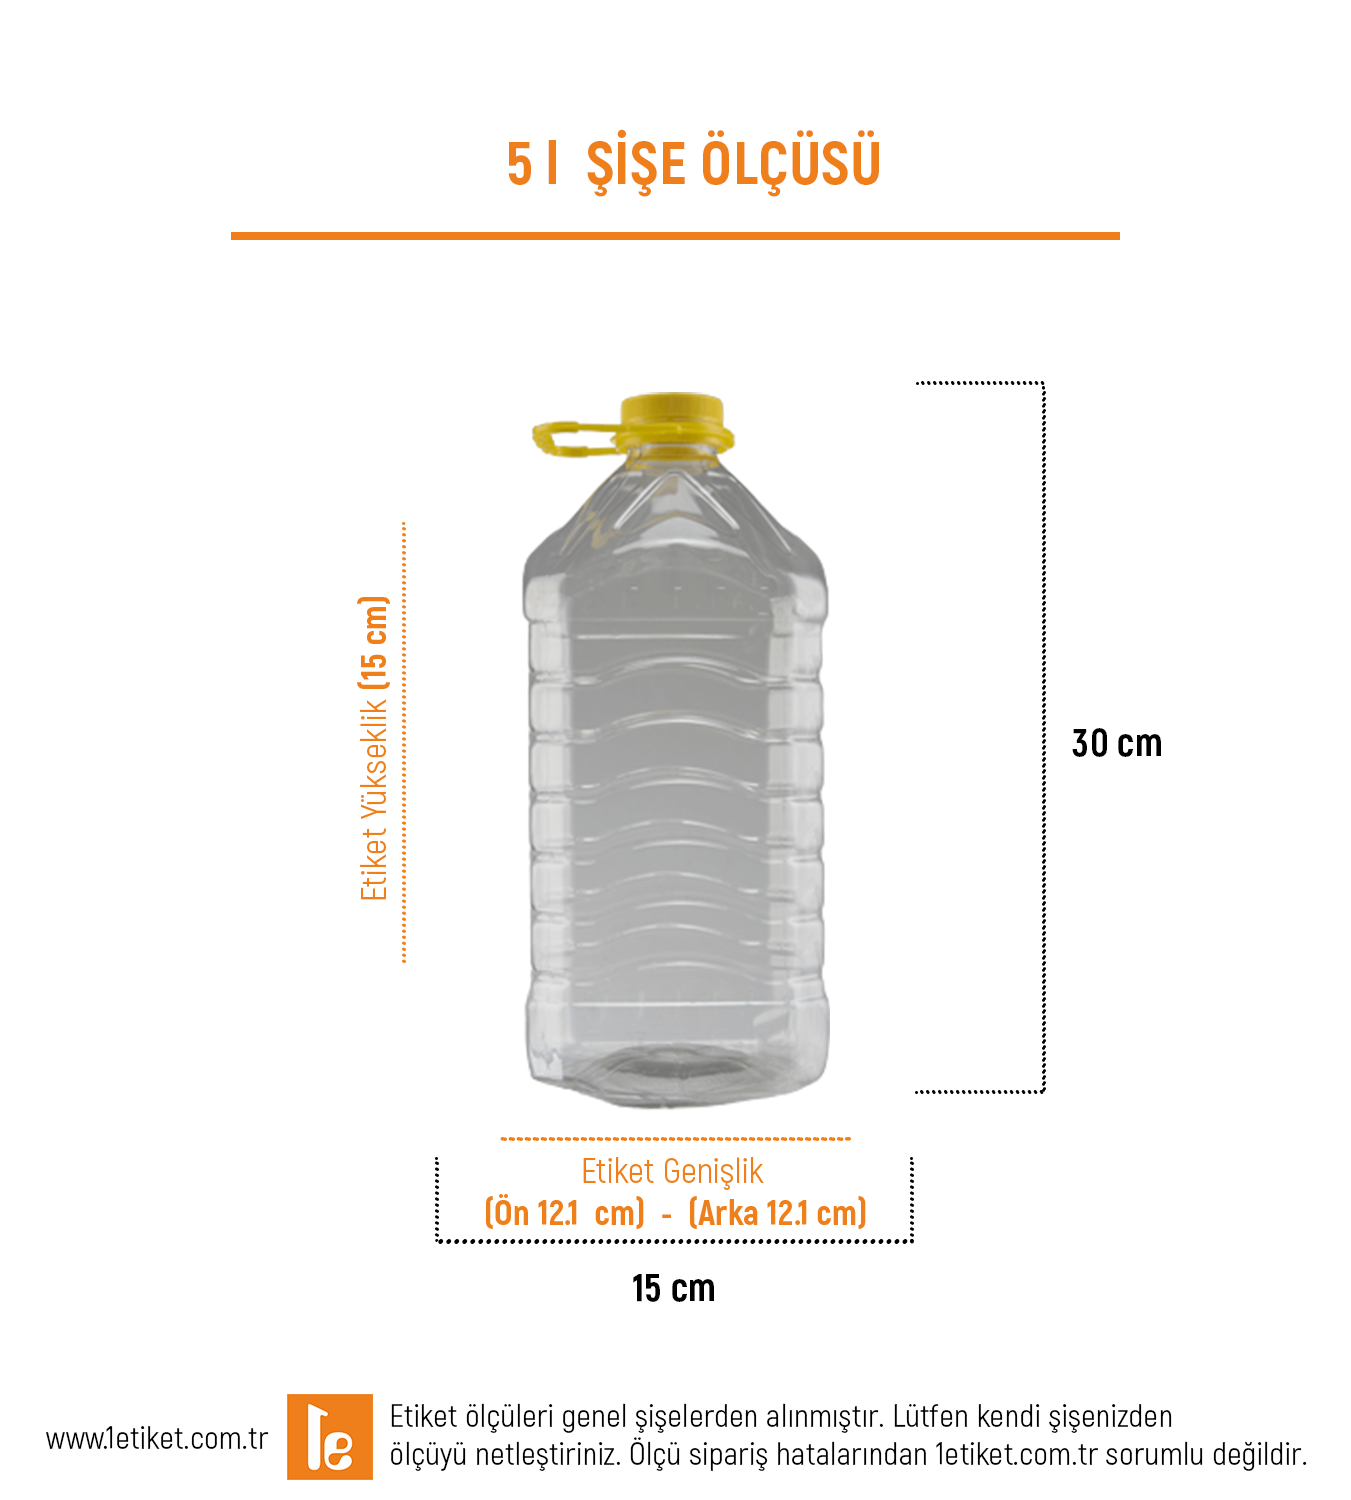 5 l ŞİŞE ÖLÇÜSÜ
Etiket Yükseklik (15 cm)
30 cm
Etiket Genişlik
(Ön 12.1 cm) - (Arka 12.1 cm)
15 cm
www.1etiket.com.tr
1e
Etiket ölçüleri genel şişelerden alınmıştır. Lütfen kendi şişenizden
ölçüyü netleştiriniz. Ölçü sipariş hatalarından 1etiket.com.tr sorumlu değildir.